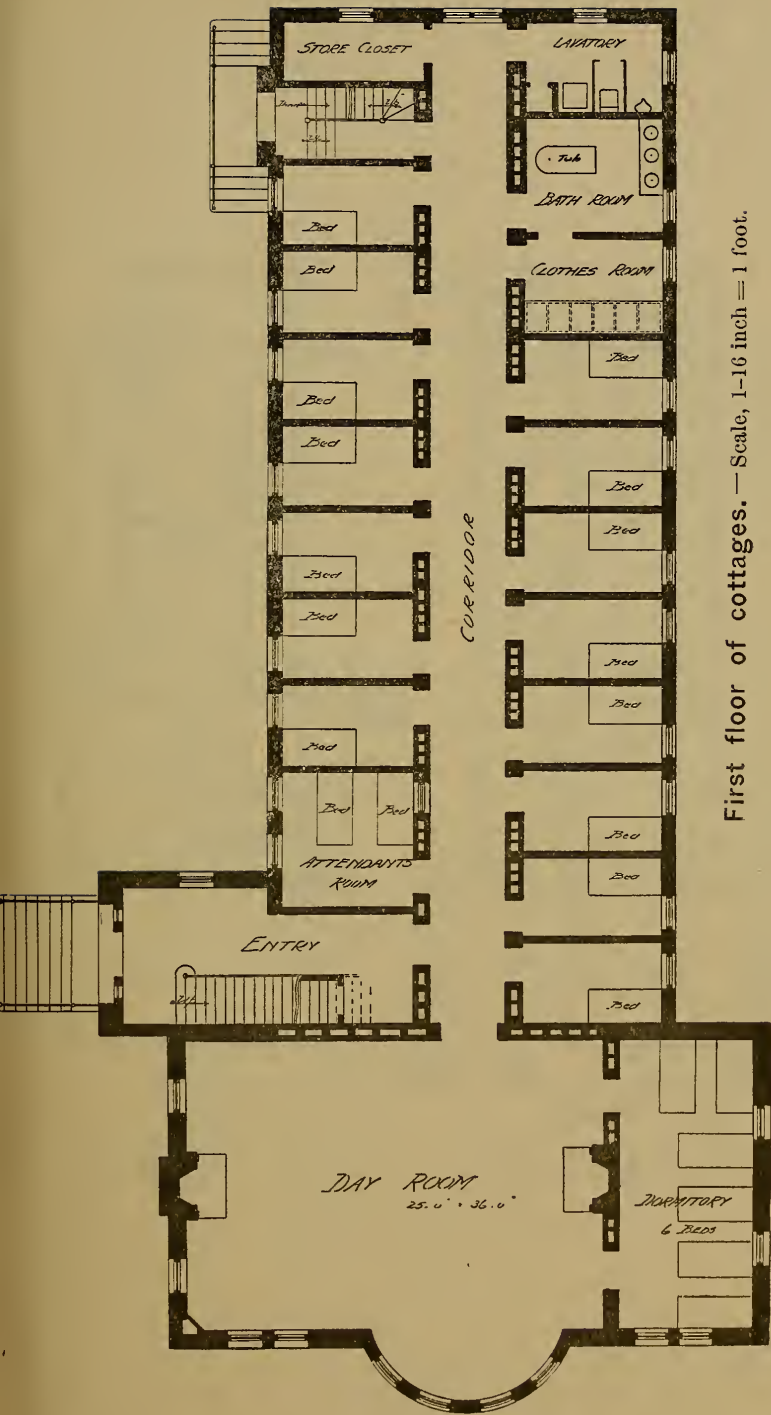 STORE CLOSET
LAVATORY
Tub
BATH ROOM
Bed
Bed
CLOTHES ROOM
Bed
Bed
Bed
Bed
Bed
CORRIDOR
Bed
Bed
Bed
Bed
Bed
Bed Bed
Bed
ATTENDANTS
ROOM
Bed
ENTRY
Up
Bed
DAY ROOM
25.0" × 36.0"
DORMITORY
6 BEDS
First floor of cottages. — Scale, 1-16 inch = 1 foot.